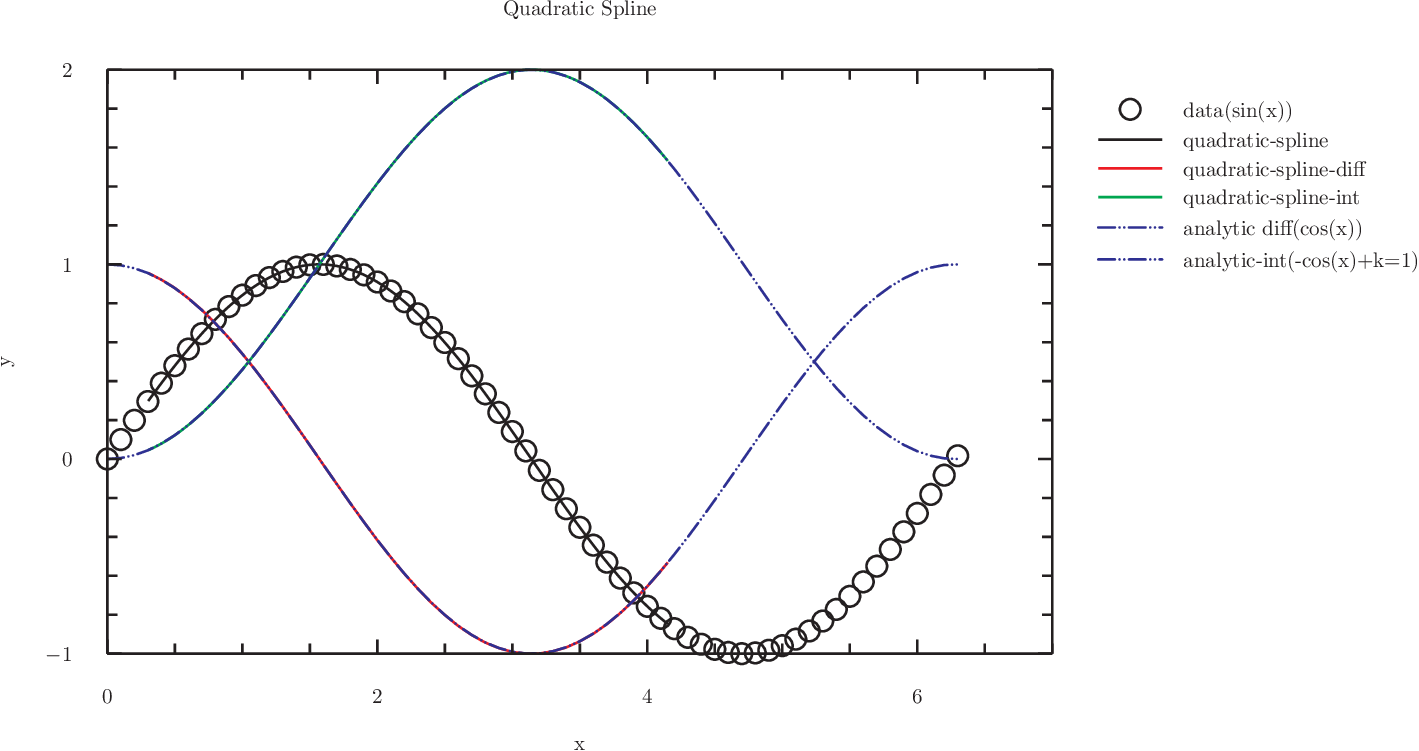 Quadratic Spline
2
1
0
−1
y
0
2
4
6
x
data(sin(x))
quadratic-spline
quadratic-spline-diff
quadratic-spline-int
analytic diff(cos(x))
analytic-int(-cos(x)+k=1)